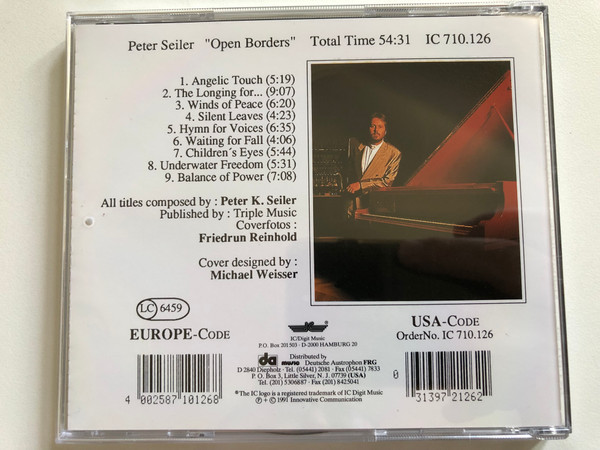 Peter Seiler "Open Borders" Total Time 54:31 IC 710.126
1. Angelic Touch (5:19)
2. The Longing for... (9:07)
3. Winds of Peace (6:20)
4. Silent Leaves (4:23)
5. Hymn for Voices (6:35)
6. Waiting for Fall (4:06)
7. Children´s Eyes (5:44)
8. Underwater Freedom (5:31)
9. Balance of Power (7:08)
All titles composed by : Peter K. Seiler
Published by : Triple Music
Coverfotos :
Friedrun Reinhold
Cover designed by :
Michael Weisser
LC 6459
EUROPE-CODE
IC
IC/Digit Music
P.O. Box 201503 - D-2000 HAMBURG 20
USA-CODE
OrderNo. IC 710.126
Distributed by
da music Deutsche Austrophon FRG
D 2840 Diepholz · Tel. (05441) 2081 · Fax (05441) 7833
P. O. Box 3, Little Silver, N. J. 07739 (USA)
Tel. (201) 5306887 · Fax (201) 8425041
*The IC logo is a registered trademark of IC Digit Music
℗ + © 1991 Innovative Communication
4 002587 101268
0 31397 21262